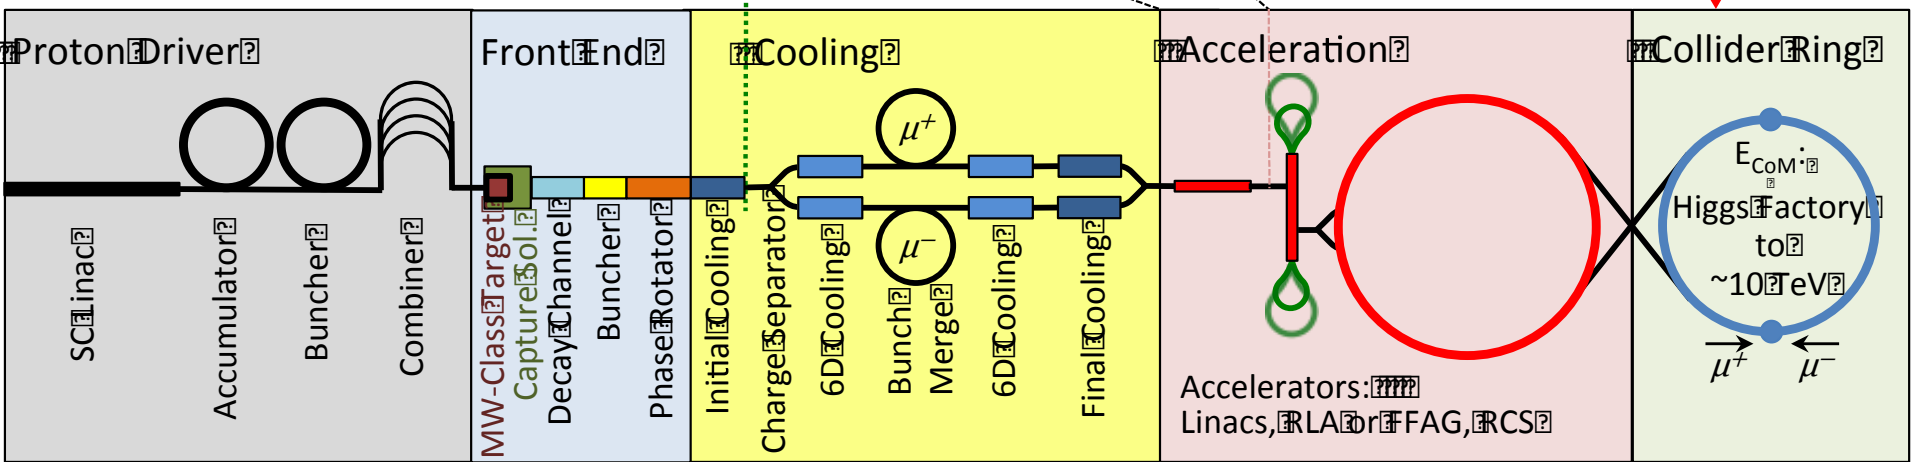 Proton Driver
Front End
Cooling
Acceleration
Collider Ring
SC Linac
Accumulator
Buncher
Combiner
MW-Class Target
Capture Sol.
Decay Channel
Buncher
Phase Rotator
Initial Cooling
Charge Separator
6D Cooling
μ+
μ−
Bunch
Merge
6D Cooling
Final Cooling
Accelerators:
Linacs, RLA or FFAG, RCS
ECoM:
Higgs Factory
to
~10 TeV
μ+
μ−